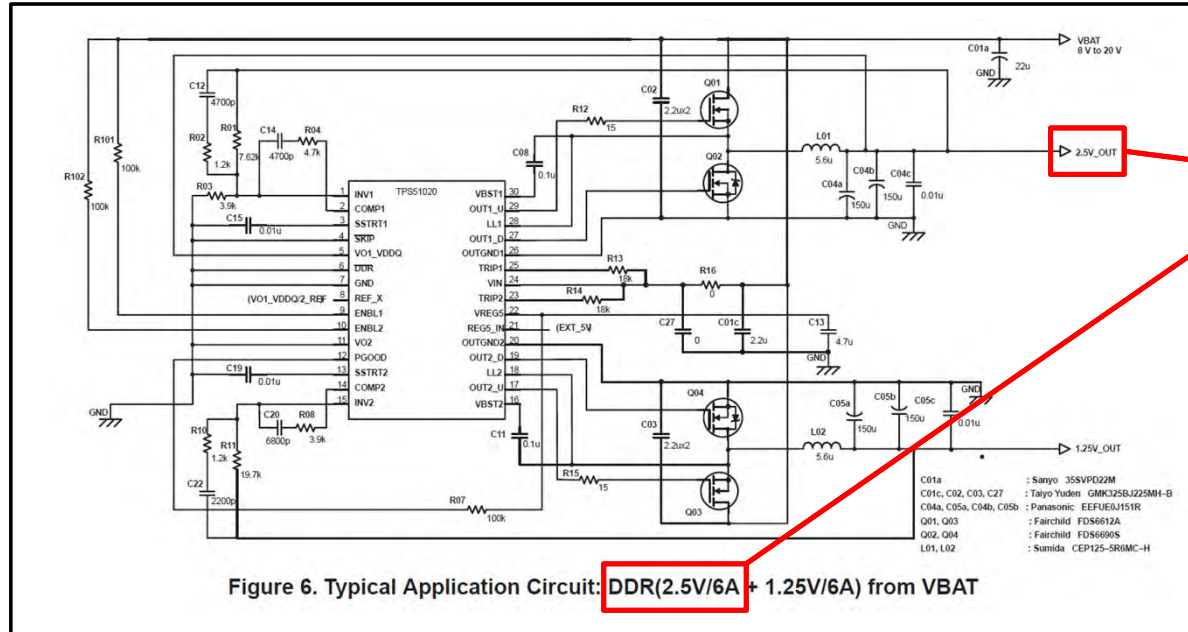 VBAT
8 V to 20 V
C01a
22u
GND
C12
4700p
R02
1.2k
R01
7.62k
C14
4700p
R04
4.7k
R101
100k
R102
100k
R03
3.9k
C15
0.01u
C02
2.2ux2
R12
15
C08
0.1u
Q01
Q02
L01
5.6u
C04a
150u
C04b
150u
C04c
0.01u
GND
2.5V_OUT
TPS51020
1 INV1
2 COMP1
3 SSTRT1
4 SKIP
5 VO1_VDDQ
6 DDR
7 GND
8 REF_X
9 ENBL1
10 ENBL2
11 VO2
12 PGOOD
13 SSTRT2
14 COMP2
15 INV2
VBST1 30
OUT1_U 29
LL1 28
OUT1_D 27
OUTGND1 26
TRIP1 25
VIN 24
TRIP2 23
VREG5 22
REG5_IN 21
OUTGND2 20
OUT2_D 19
LL2 18
OUT2_U 17
VBST2 16
(VO1_VDDQ/2_REF
(EXT_5V)
R13
18k
R14
18k
R16
0
C27
0
C01c
2.2u
C13
4.7u
GND
C19
0.01u
GND
R10
1.2k
R11
19.7k
C20
6800p
R08
3.9k
C22
2200p
R07
100k
C11
0.1u
R15
15
C03
2.2ux2
Q04
Q03
L02
5.6u
C05a
150u
C05b
150u
C05c
0.01u
GND
1.25V_OUT
C01a : Sanyo 35SVPD22M
C01c, C02, C03, C27 : Taiyo Yuden GMK325BJ225MH-B
C04a, C05a, C04b, C05b : Panasonic EEFUE0J151R
Q01, Q03 : Fairchild FDS6612A
Q02, Q04 : Fairchild FDS6690S
L01, L02 : Sumida CEP125-5R6MC-H
Figure 6. Typical Application Circuit: DDR(2.5V/6A + 1.25V/6A) from VBAT